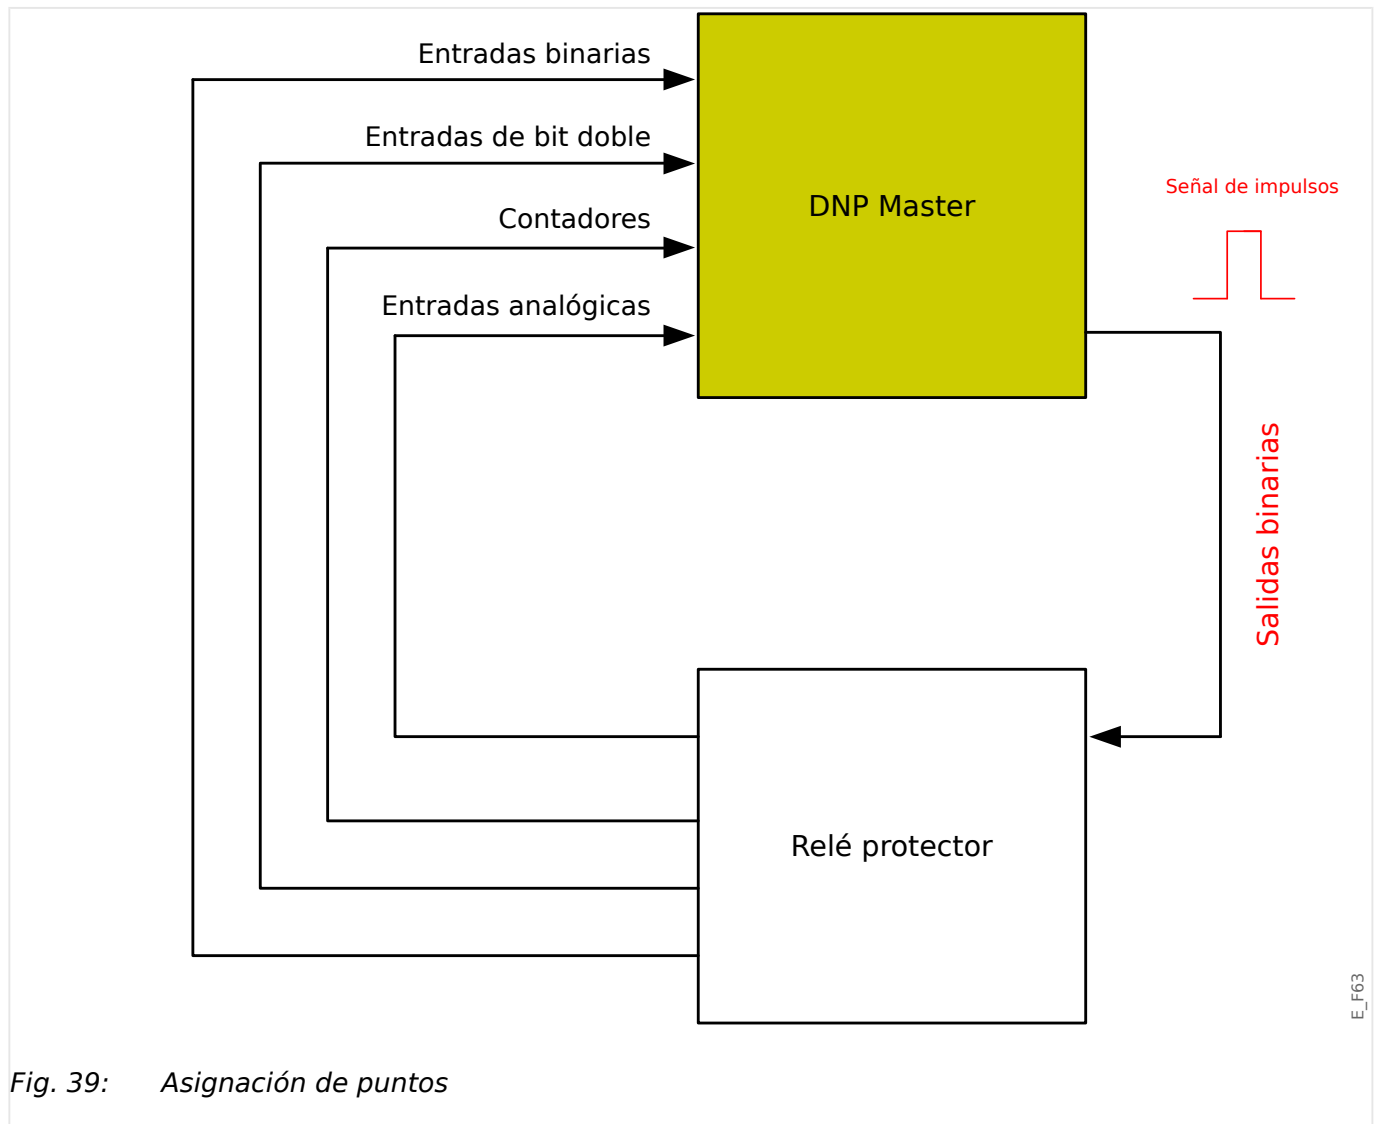 Entradas binarias
Entradas de bit doble
Contadores
Entradas analógicas
DNP Master
Señal de impulsos
Salidas binarias
Relé protector
E_F63
Fig. 39: Asignación de puntos